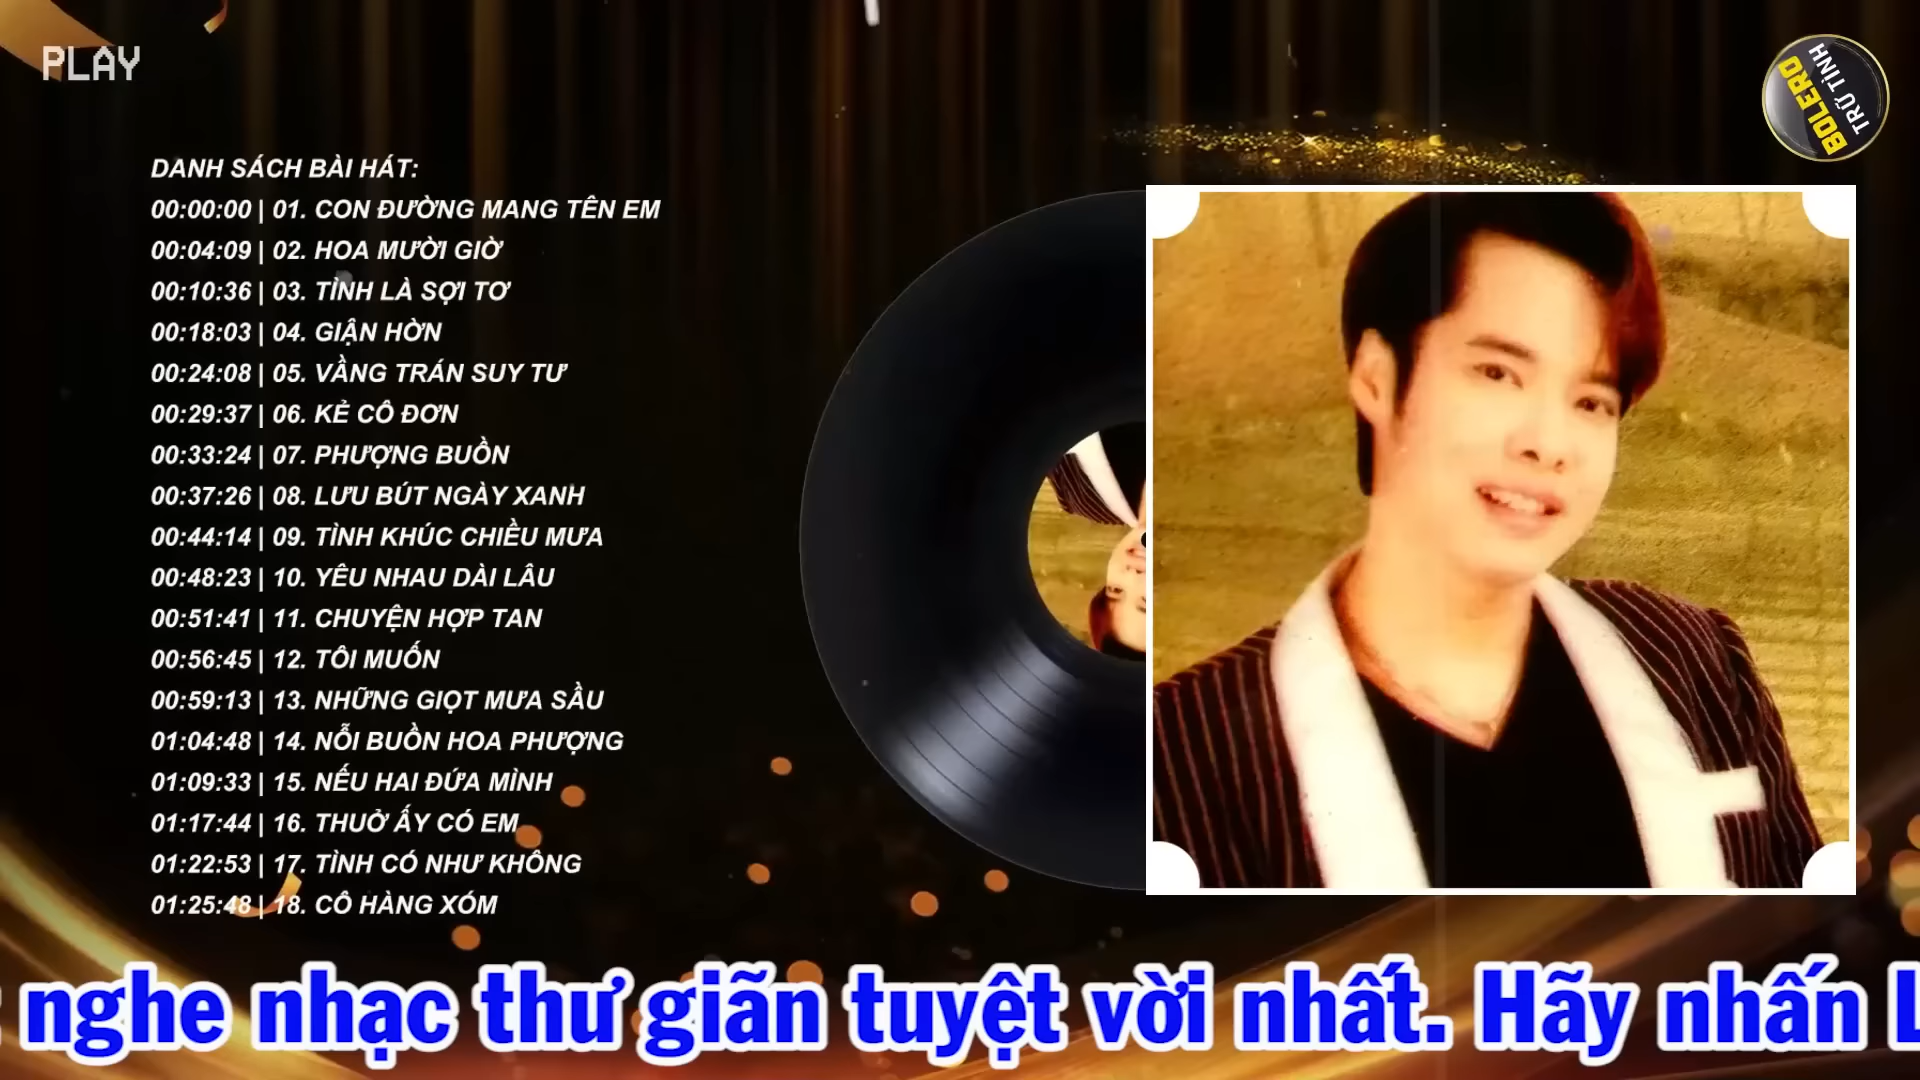 PLAY
BOLERO
TRỮ TÌNH
DANH SÁCH BÀI HÁT:
00:00:00 | 01. CON ĐƯỜNG MANG TÊN EM
00:04:09 | 02. HOA MƯỜI GIỜ
00:10:36 | 03. TÌNH LÀ SỢI TƠ
00:18:03 | 04. GIẬN HỜN
00:24:08 | 05. VẦNG TRÁN SUY TƯ
00:29:37 | 06. KẺ CÔ ĐƠN
00:33:24 | 07. PHƯỢNG BUỒN
00:37:26 | 08. LƯU BÚT NGÀY XANH
00:44:14 | 09. TÌNH KHÚC CHIỀU MƯA
00:48:23 | 10. YÊU NHAU DÀI LÂU
00:51:41 | 11. CHUYỆN HỢP TAN
00:56:45 | 12. TÔI MUỐN
00:59:13 | 13. NHỮNG GIỌT MƯA SẦU
01:04:48 | 14. NỖI BUỒN HOA PHƯỢNG
01:09:33 | 15. NẾU HAI ĐỨA MÌNH
01:17:44 | 16. THUỞ ẤY CÓ EM
01:22:53 | 17. TÌNH CÓ NHƯ KHÔNG
01:25:48 | 18. CÔ HÀNG XÓM
nghe nhạc thư giãn tuyệt vời nhất. Hãy nhấn